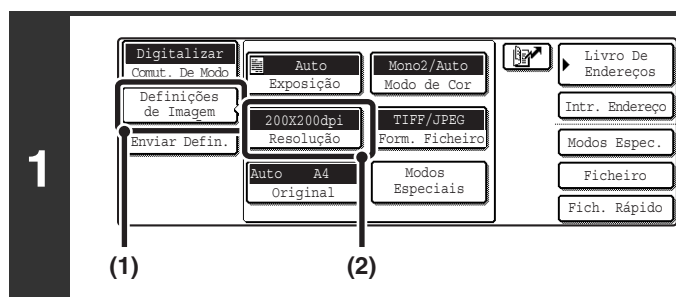 1
Digitalizar
Comut. De Modo
Definições
de Imagem
Enviar Defin.
Auto
Exposição
Mono2/Auto
Modo de Cor
200X200dpi
Resolução
TIFF/JPEG
Form. Ficheiro
Auto A4
Original
Modos
Especiais
Livro De
Endereços
Intr. Endereço
Modos Espec.
Ficheiro
Fich. Rápido
(1)
(2)